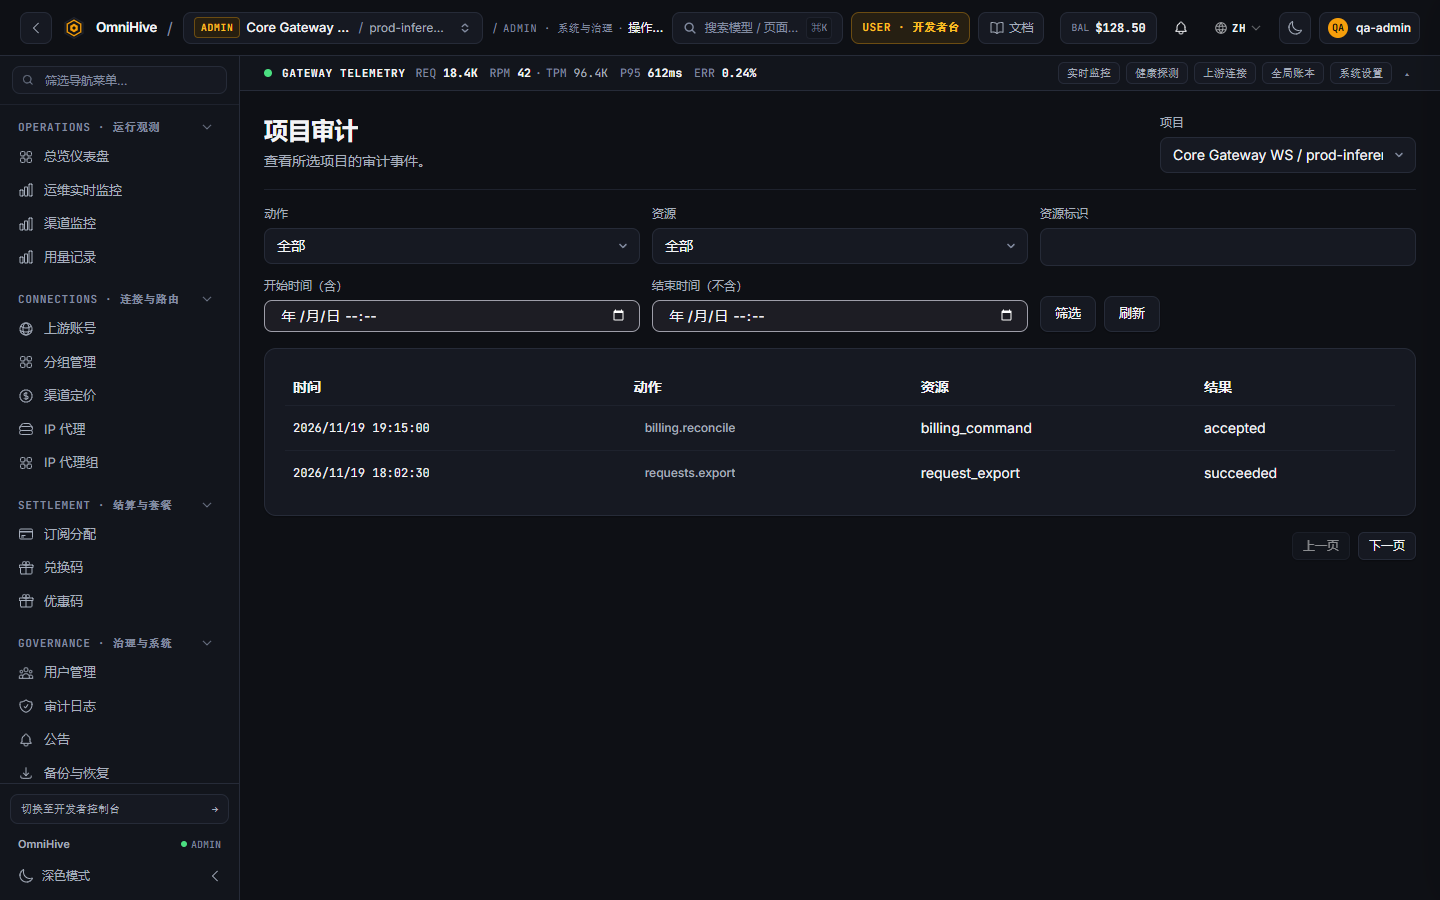 OmniHive / ADMIN Core Gateway ... / prod-infere... / ADMIN · 系统与治理 · 操作... 搜索模型 / 页面... ⌘K USER · 开发者台 文档 BAL $128.50 ZH QA qa-admin
筛选导航菜单...
GATEWAY TELEMETRY REQ 18.4K RPM 42 · TPM 96.4K P95 612ms ERR 0.24% 实时监控 健康探测 上游连接 全局账本 系统设置
OPERATIONS · 运行观测
总览仪表盘
运维实时监控
渠道监控
用量记录
CONNECTIONS · 连接与路由
上游账号
分组管理
渠道定价
IP 代理
IP 代理组
SETTLEMENT · 结算与套餐
订阅分配
兑换码
优惠码
GOVERNANCE · 治理与系统
用户管理
审计日志
公告
备份与恢复
切换至开发者控制台 →
OmniHive ADMIN
深色模式
项目审计
查看所选项目的审计事件。
项目
Core Gateway WS / prod-infere
动作 资源 资源标识
全部 全部
开始时间（含） 结束时间（不含）
年 /月/日 --:-- 年 /月/日 --:-- 筛选 刷新
时间 动作 资源 结果
2026/11/19 19:15:00 billing.reconcile billing_command accepted
2026/11/19 18:02:30 requests.export request_export succeeded
上一页 下一页